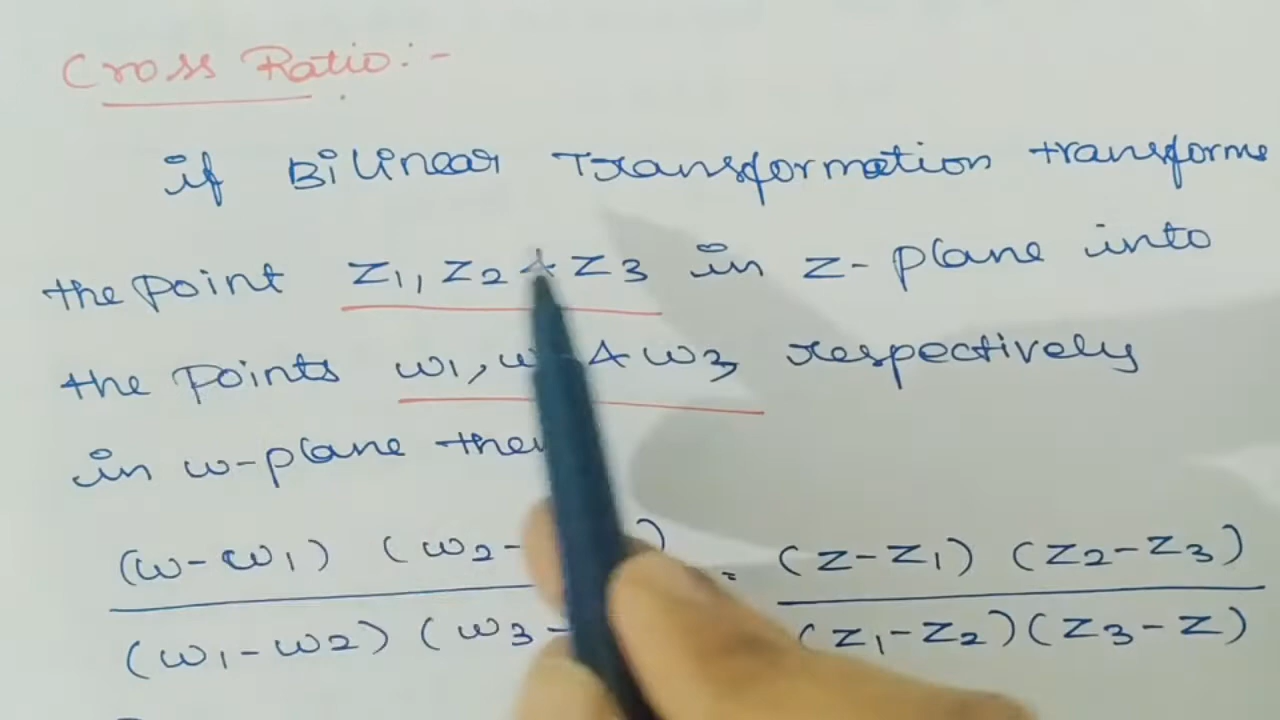 Cross Ratio:-
if Bilinear Transformation transforms
the point z1, z2 & z3 in z-plane into
the points w1, w & w3 respectively
in w-plane the
(w-w1) (w2- ) = (z-z1) (z2-z3)
(w1-w2) (w3- (z1-z2)(z3-z)